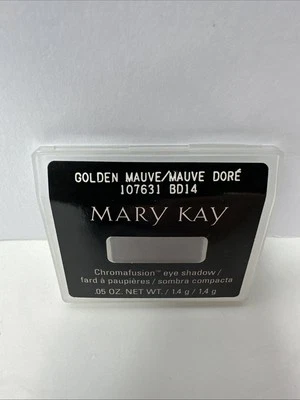 GOLDEN MAUVE/MAUVE DORÉ
107631 BD14
MARY KAY
Chromafusion™ eye shadow/
fard à paupières / sombra compacta
.05 OZ. NET WT. / 1,4 g / 1,4 g